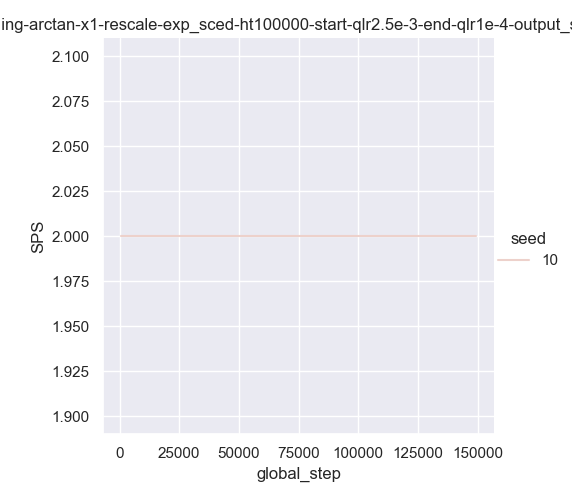 ing-arctan-x1-rescale-exp_sced-ht100000-start-qlr2.5e-3-end-qlr1e-4-output_s
2.100
2.075
2.050
2.025
2.000
1.975
1.950
1.925
1.900
SPS
0 25000 50000 75000 100000 125000 150000
global_step
seed
10